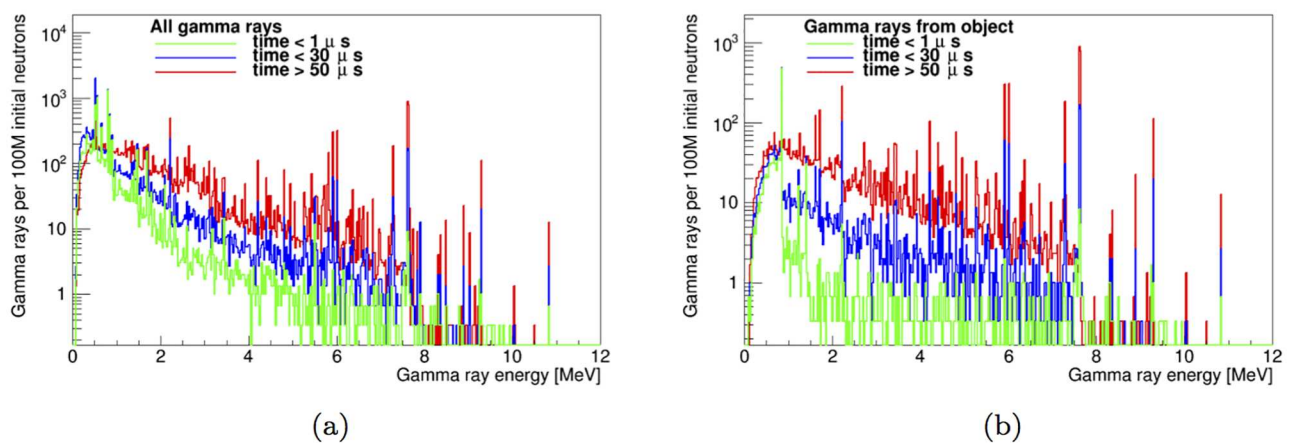 All gamma rays
time < 1 μ s
time < 30 μ s
time > 50 μ s
Gamma rays per 100M initial neutrons
10⁴
10³
10²
10
1
0 2 4 6 8 10 12
Gamma ray energy [MeV]
(a)
Gamma rays from object
time < 1 μ s
time < 30 μ s
time > 50 μ s
Gamma rays per 100M initial neutrons
10³
10²
10
1
0 2 4 6 8 10 12
Gamma ray energy [MeV]
(b)